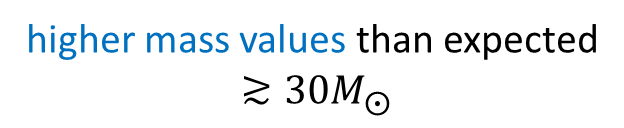 higher mass values than expected
≳ 30𝑀⊙